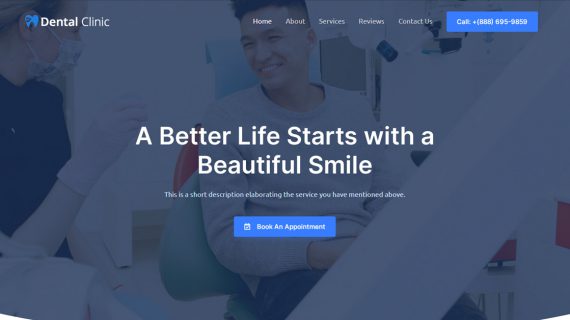 Dental Clinic
Home About Services Reviews Contact Us Call: +(888) 695-9859
A Better Life Starts with a
Beautiful Smile
This is a short description elaborating the service you have mentioned above.
Book An Appointment